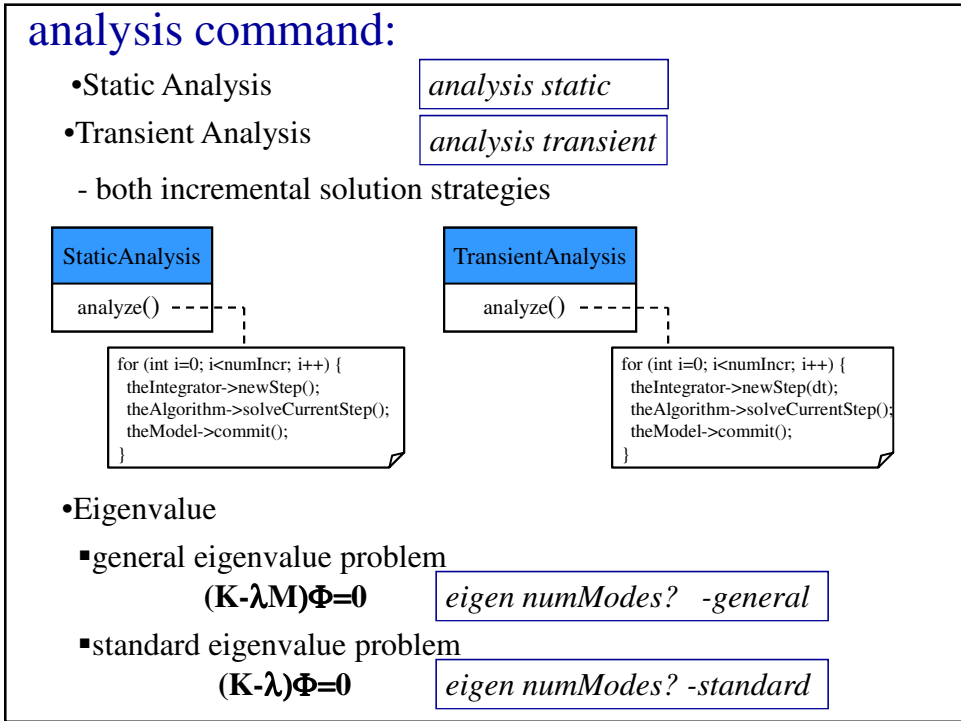 analysis command:
•Static Analysis
analysis static
•Transient Analysis
analysis transient
- both incremental solution strategies
StaticAnalysis
analyze()
for (int i=0; i<numIncr; i++) {
theIntegrator->newStep();
theAlgorithm->solveCurrentStep();
theModel->commit();
}
TransientAnalysis
analyze()
for (int i=0; i<numIncr; i++) {
theIntegrator->newStep(dt);
theAlgorithm->solveCurrentStep();
theModel->commit();
}
•Eigenvalue
▪general eigenvalue problem
(K-λM)Φ=0
eigen numModes? -general
▪standard eigenvalue problem
(K-λ)Φ=0
eigen numModes? -standard